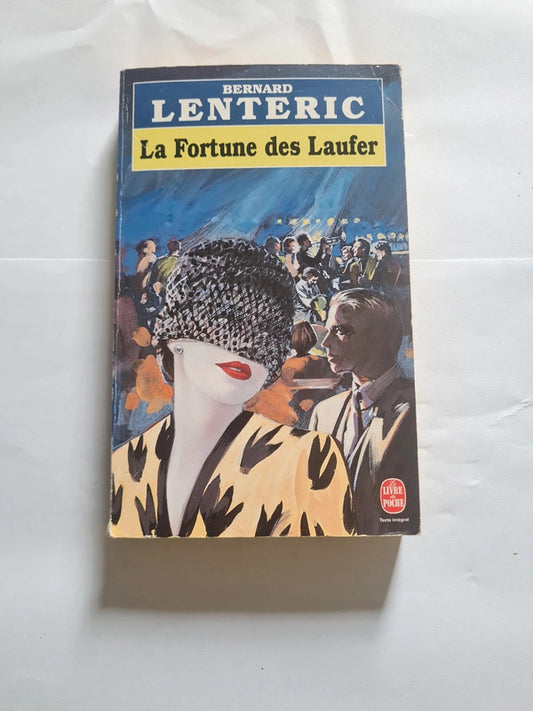 BERNARD
LENTERIC
La Fortune des Laufer
Le
LIVRE
de
POCHE
Texte intégral